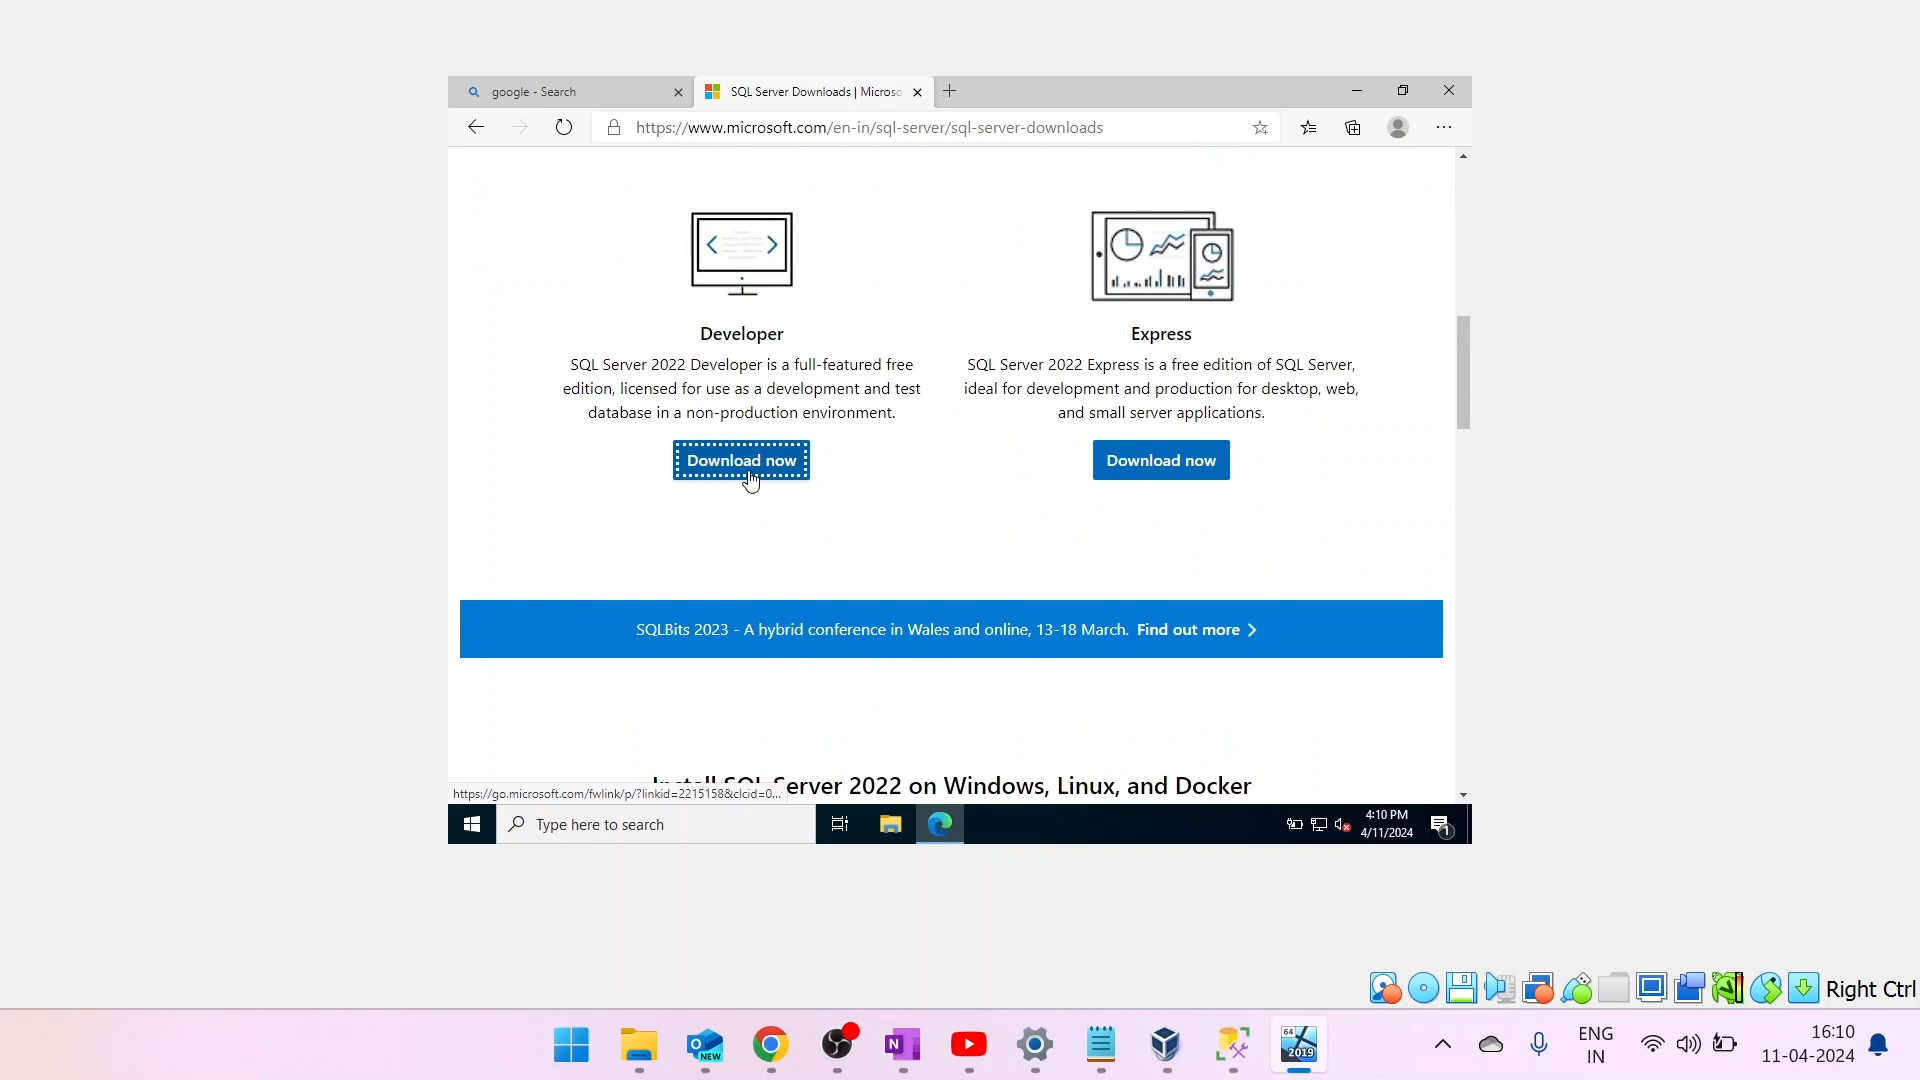 google - Search
SQL Server Downloads | Microso
https://www.microsoft.com/en-in/sql-server/sql-server-downloads
Developer
SQL Server 2022 Developer is a full-featured free
edition, licensed for use as a development and test
database in a non-production environment.
Download now
Express
SQL Server 2022 Express is a free edition of SQL Server,
ideal for development and production for desktop, web,
and small server applications.
Download now
SQLBits 2023 - A hybrid conference in Wales and online, 13-18 March. Find out more
Install SQL Server 2022 on Windows, Linux, and Docker
https://go.microsoft.com/fwlink/p/?linkid=2215158&clcid=0...
Type here to search
4:10 PM
4/11/2024
1
Right Ctrl
NEW
N
64
2019
ENG
IN
16:10
11-04-2024